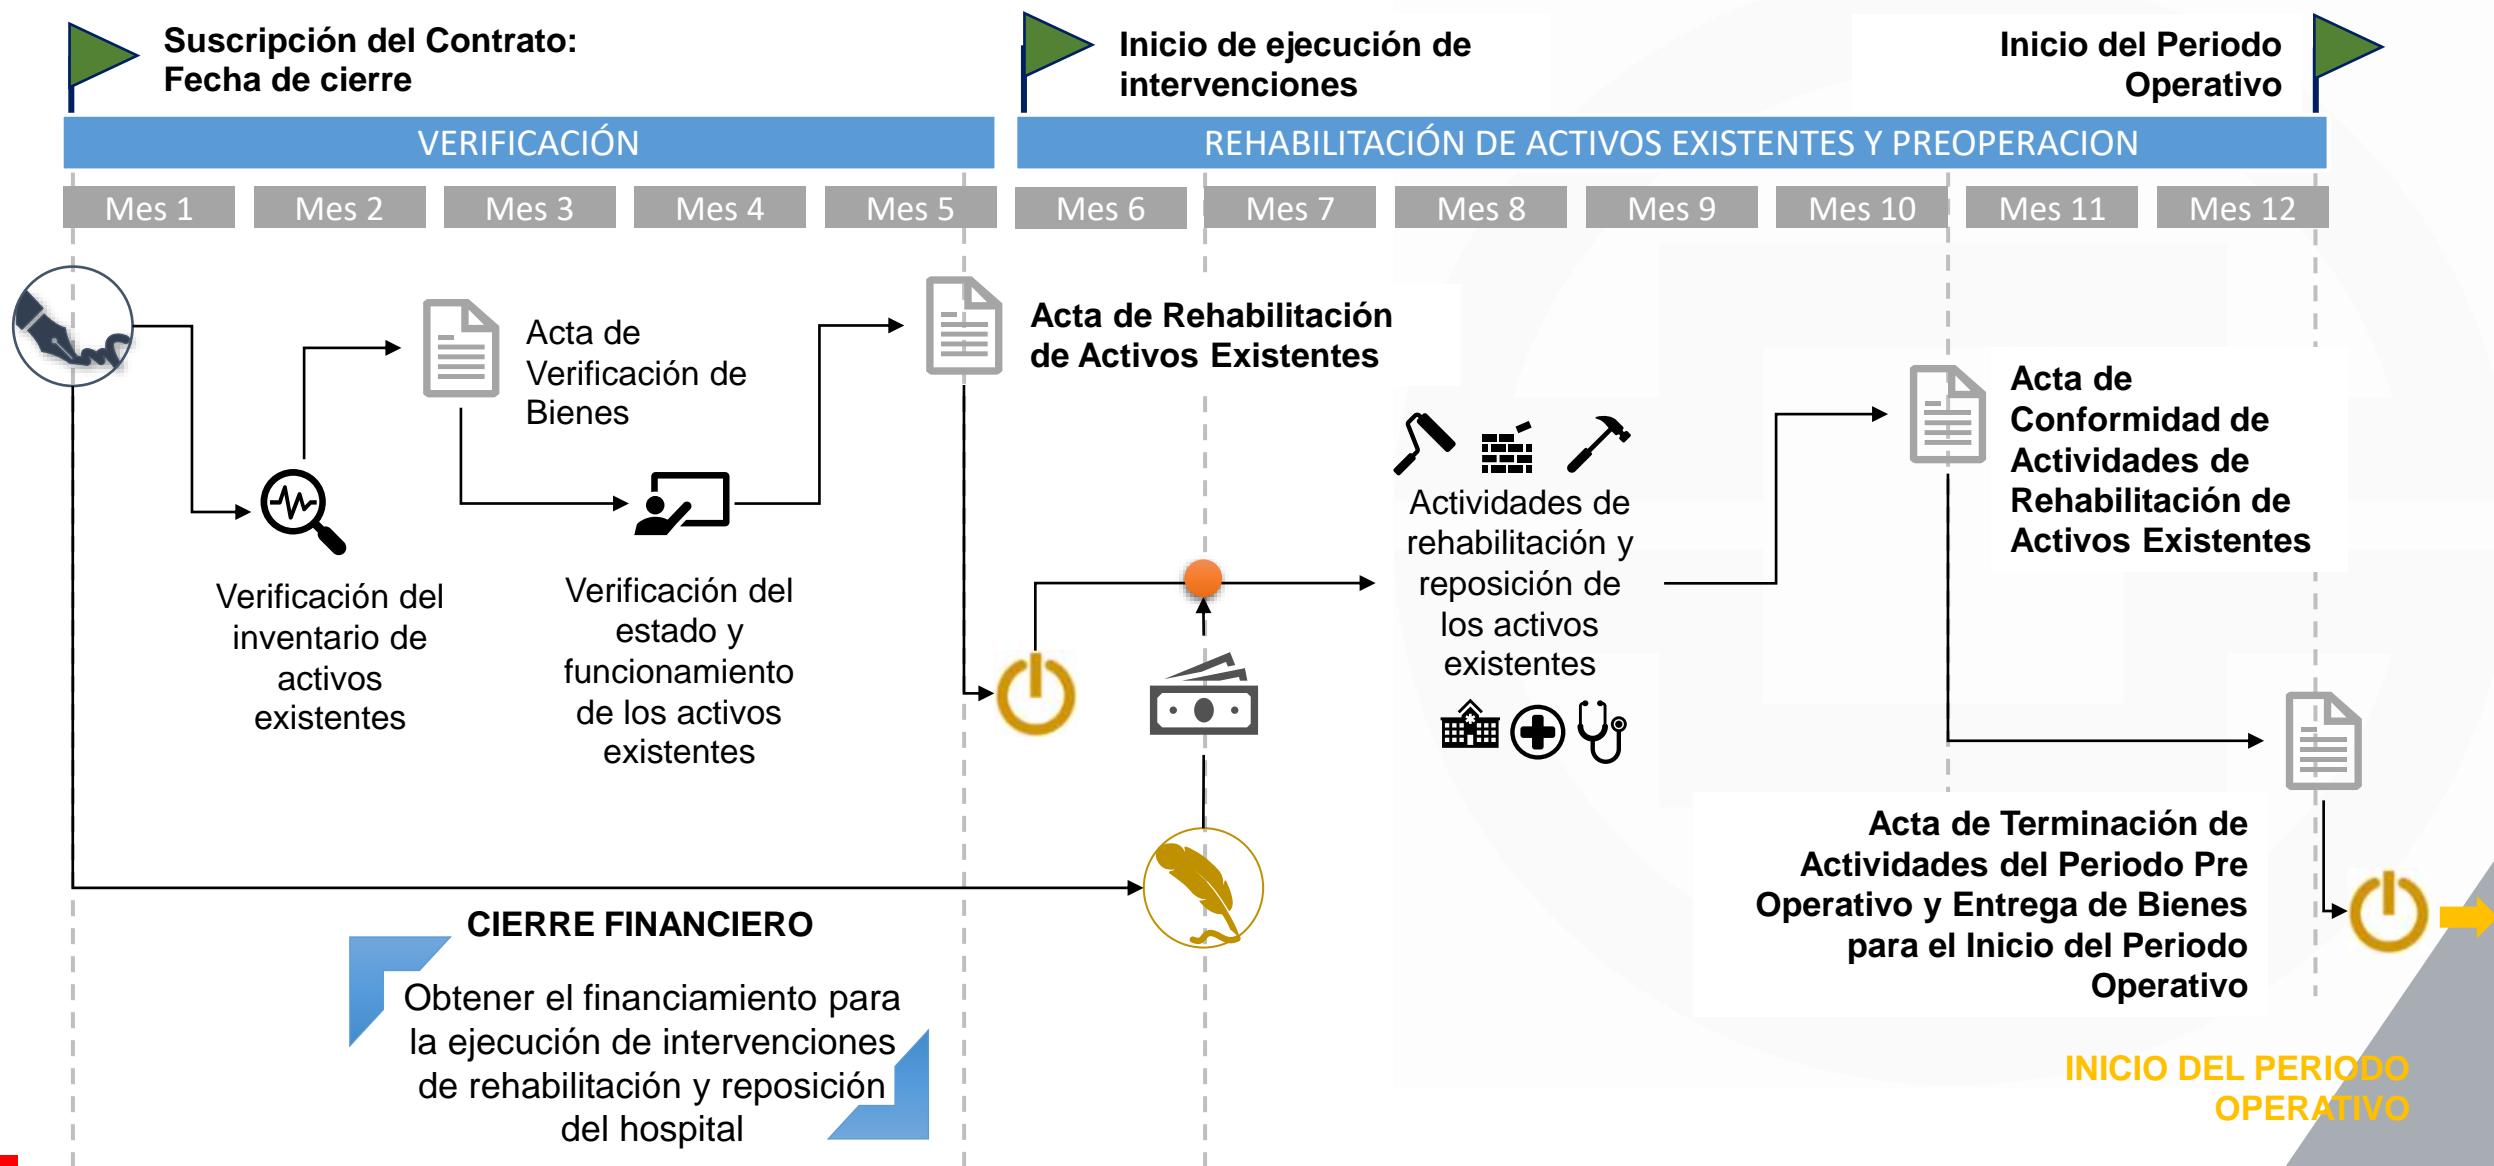 Suscripción del Contrato:
Fecha de cierre
Inicio de ejecución de
intervenciones
Inicio del Periodo
Operativo
VERIFICACIÓN
REHABILITACIÓN DE ACTIVOS EXISTENTES Y PREOPERACION
Mes 1
Mes 2
Mes 3
Mes 4
Mes 5
Mes 6
Mes 7
Mes 8
Mes 9
Mes 10
Mes 11
Mes 12
Acta de
Verificación de
Bienes
Acta de Rehabilitación
de Activos Existentes
Acta de
Conformidad de
Actividades de
Rehabilitación de
Activos Existentes
Verificación del
inventario de
activos
existentes
Verificación del
estado y
funcionamiento
de los activos
existentes
Actividades de
rehabilitación y
reposición de
los activos
existentes
Acta de Terminación de
Actividades del Periodo Pre
Operativo y Entrega de Bienes
para el Inicio del Periodo
Operativo
CIERRE FINANCIERO
Obtener el financiamiento para
la ejecución de intervenciones
de rehabilitación y reposición
del hospital
INICIO DEL PERIODO
OPERATIVO